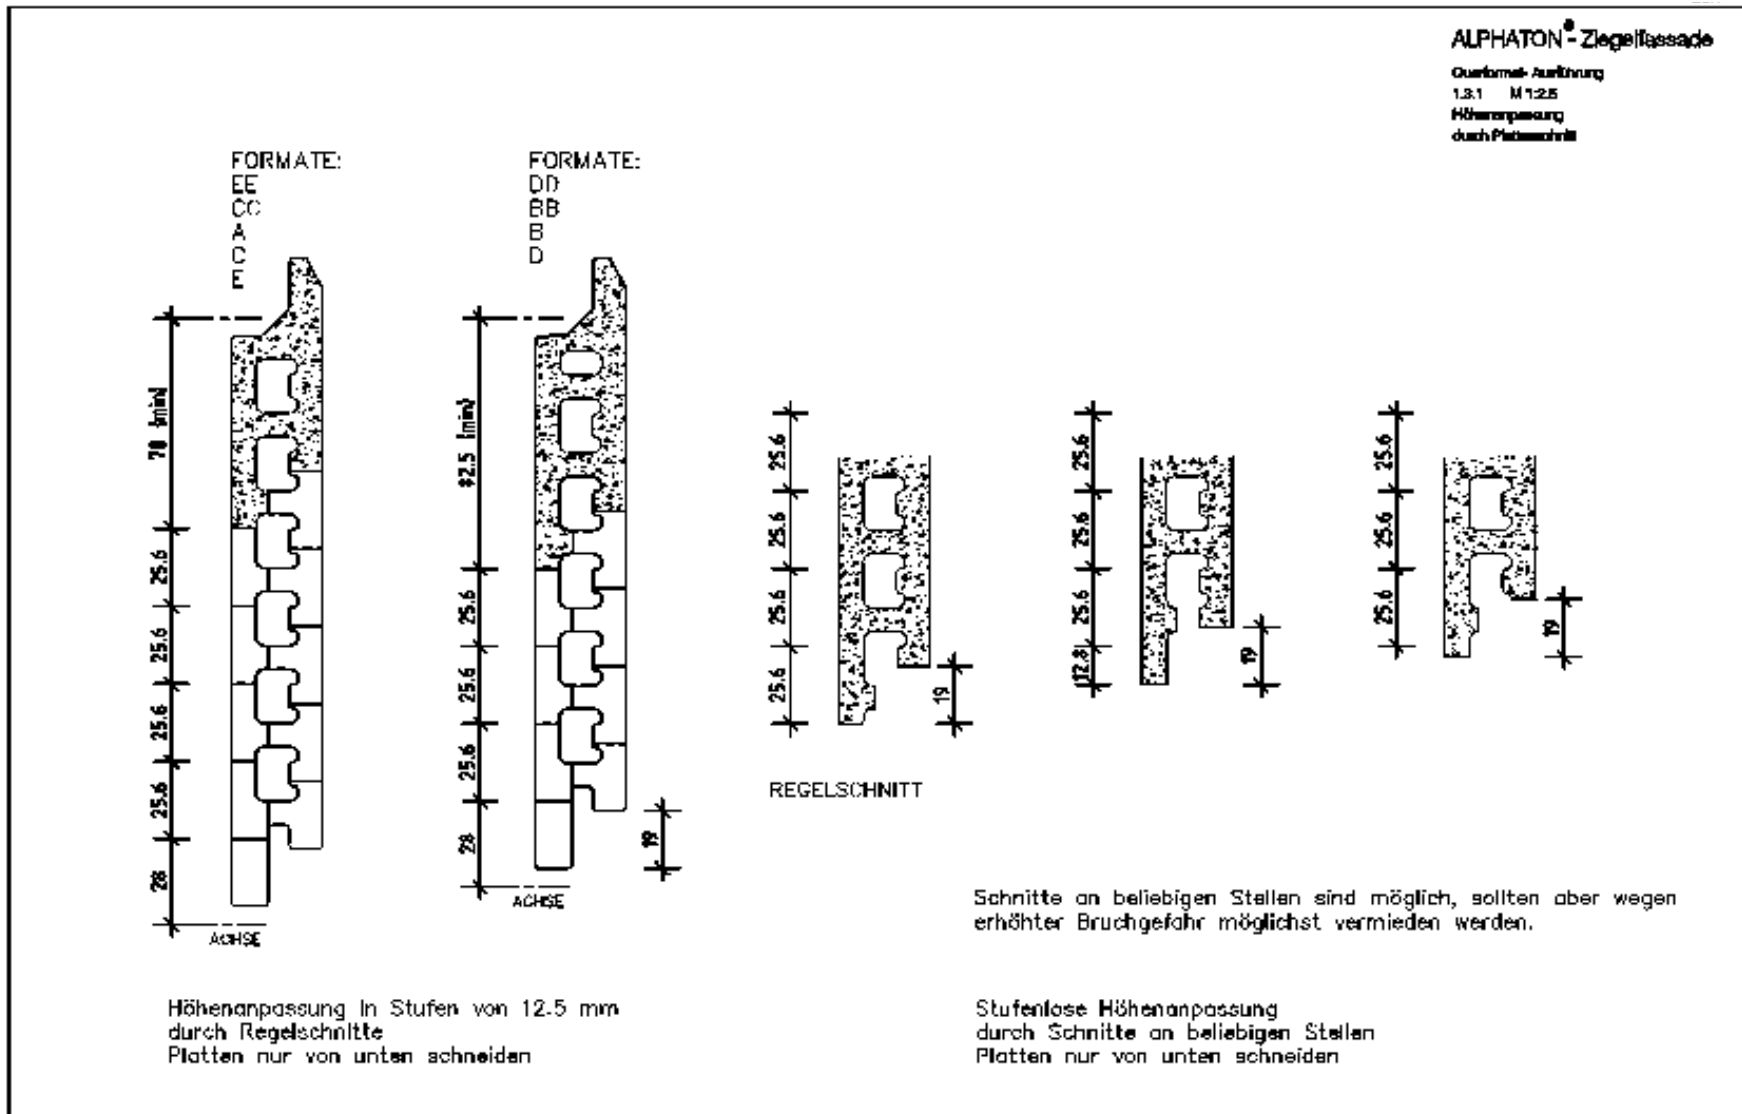 ALPHATON® - Ziegelfassade
Querformat- Ausführung
1.3.1 M 1:2.5
Höhenanpassung
durch Plattenschnitt
FORMATE:
EE
CC
A
C
E
FORMATE:
DD
BB
B
D
70 (min)
25.6
25.6
25.6
25.6
28
ACHSE
82.5 (min)
25.6
25.6
25.6
28
19
ACHSE
25.6
25.6
25.6
25.6
19
REGELSCHNITT
25.6
25.6
25.6
12.8
19
25.6
25.6
25.6
19
Schnitte an beliebigen Stellen sind möglich, sollten aber wegen
erhöhter Bruchgefahr möglichst vermieden werden.
Höhenanpassung in Stufen von 12.5 mm
durch Regelschnitte
Platten nur von unten schneiden
Stufenlose Höhenanpassung
durch Schnitte an beliebigen Stellen
Platten nur von unten schneiden